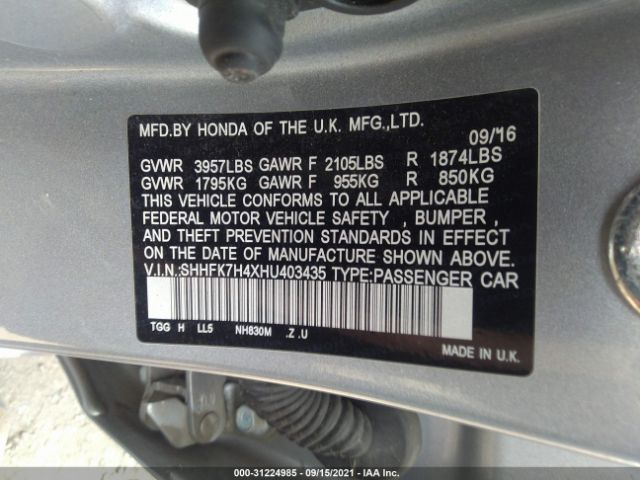 MFD.BY HONDA OF THE U.K. MFG.,LTD.
09/16
GVWR 3957LBS GAWR F 2105LBS R 1874LBS
GVWR 1795KG GAWR F 955KG R 850KG
THIS VEHICLE CONFORMS TO ALL APPLICABLE
FEDERAL MOTOR VEHICLE SAFETY , BUMPER ,
AND THEFT PREVENTION STANDARDS IN EFFECT
ON THE DATE OF MANUFACTURE SHOWN ABOVE.
V.I.N.:SHHFK7H4XHU403435 TYPE:PASSENGER CAR
TGG H LL5 NH830M .Z .U
MADE IN U.K.
000-31224985 - 09/15/2021 - IAA Inc.